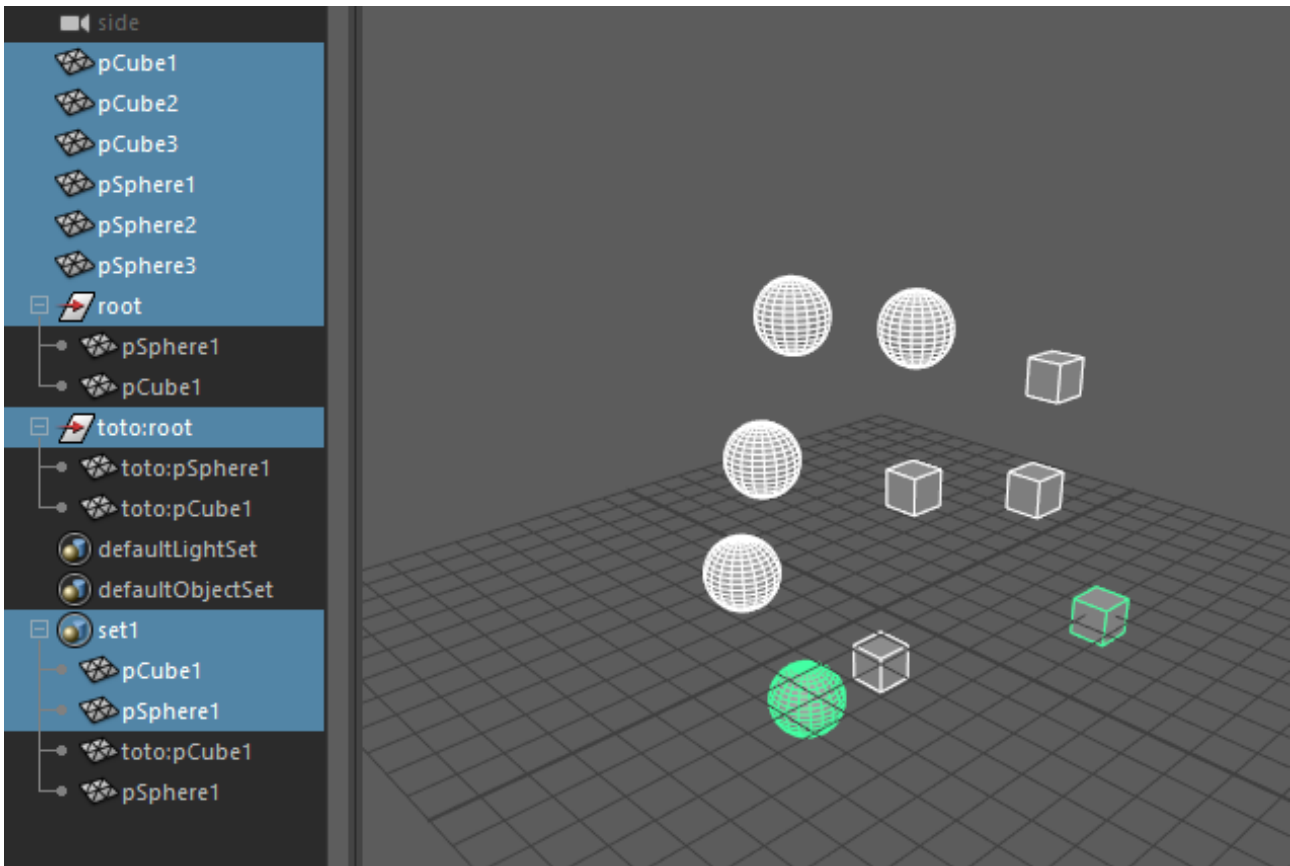 side
pCube1
pCube2
pCube3
pSphere1
pSphere2
pSphere3
root
pSphere1
pCube1
toto:root
toto:pSphere1
toto:pCube1
defaultLightSet
defaultObjectSet
set1
pCube1
pSphere1
toto:pCube1
pSphere1